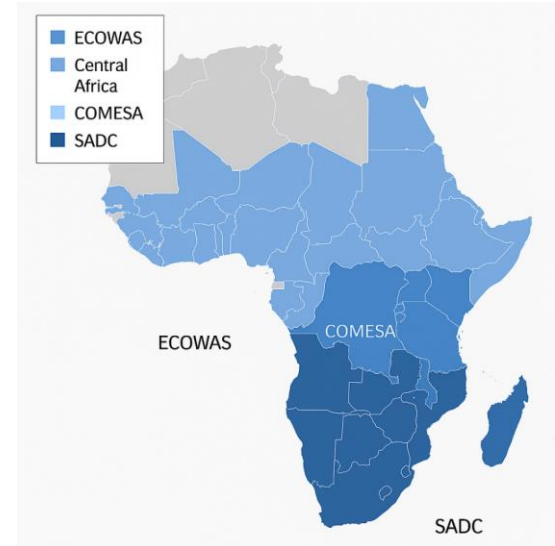 ECOWAS
Central
Africa
COMESA
SADC
COMESA
ECOWAS
SADC